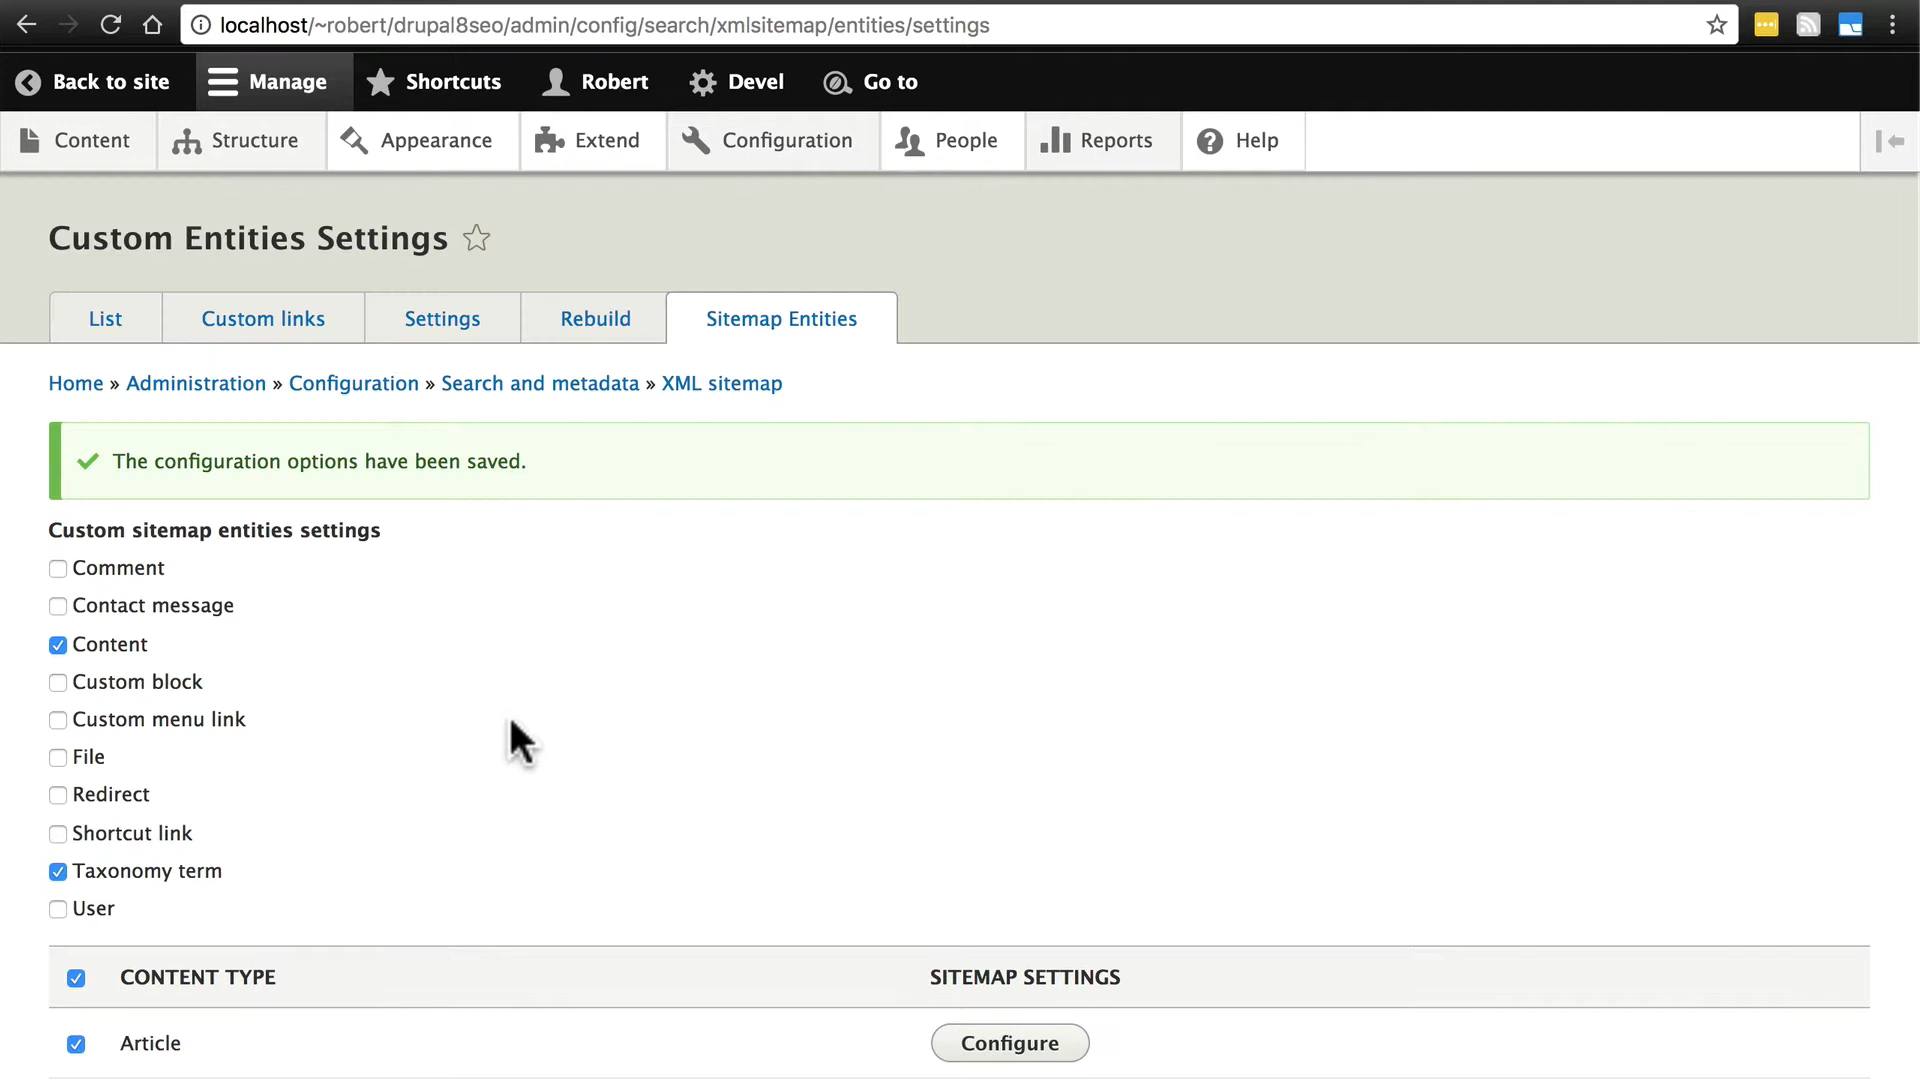 localhost/~robert/drupal8seo/admin/config/search/xmlsitemap/entities/settings
Back to site Manage Shortcuts Robert Devel Go to
Content Structure Appearance Extend Configuration People Reports Help
Custom Entities Settings
List Custom links Settings Rebuild Sitemap Entities
Home » Administration » Configuration » Search and metadata » XML sitemap
The configuration options have been saved.
Custom sitemap entities settings
Comment
Contact message
Content
Custom block
Custom menu link
File
Redirect
Shortcut link
Taxonomy term
User
CONTENT TYPE SITEMAP SETTINGS
Article Configure